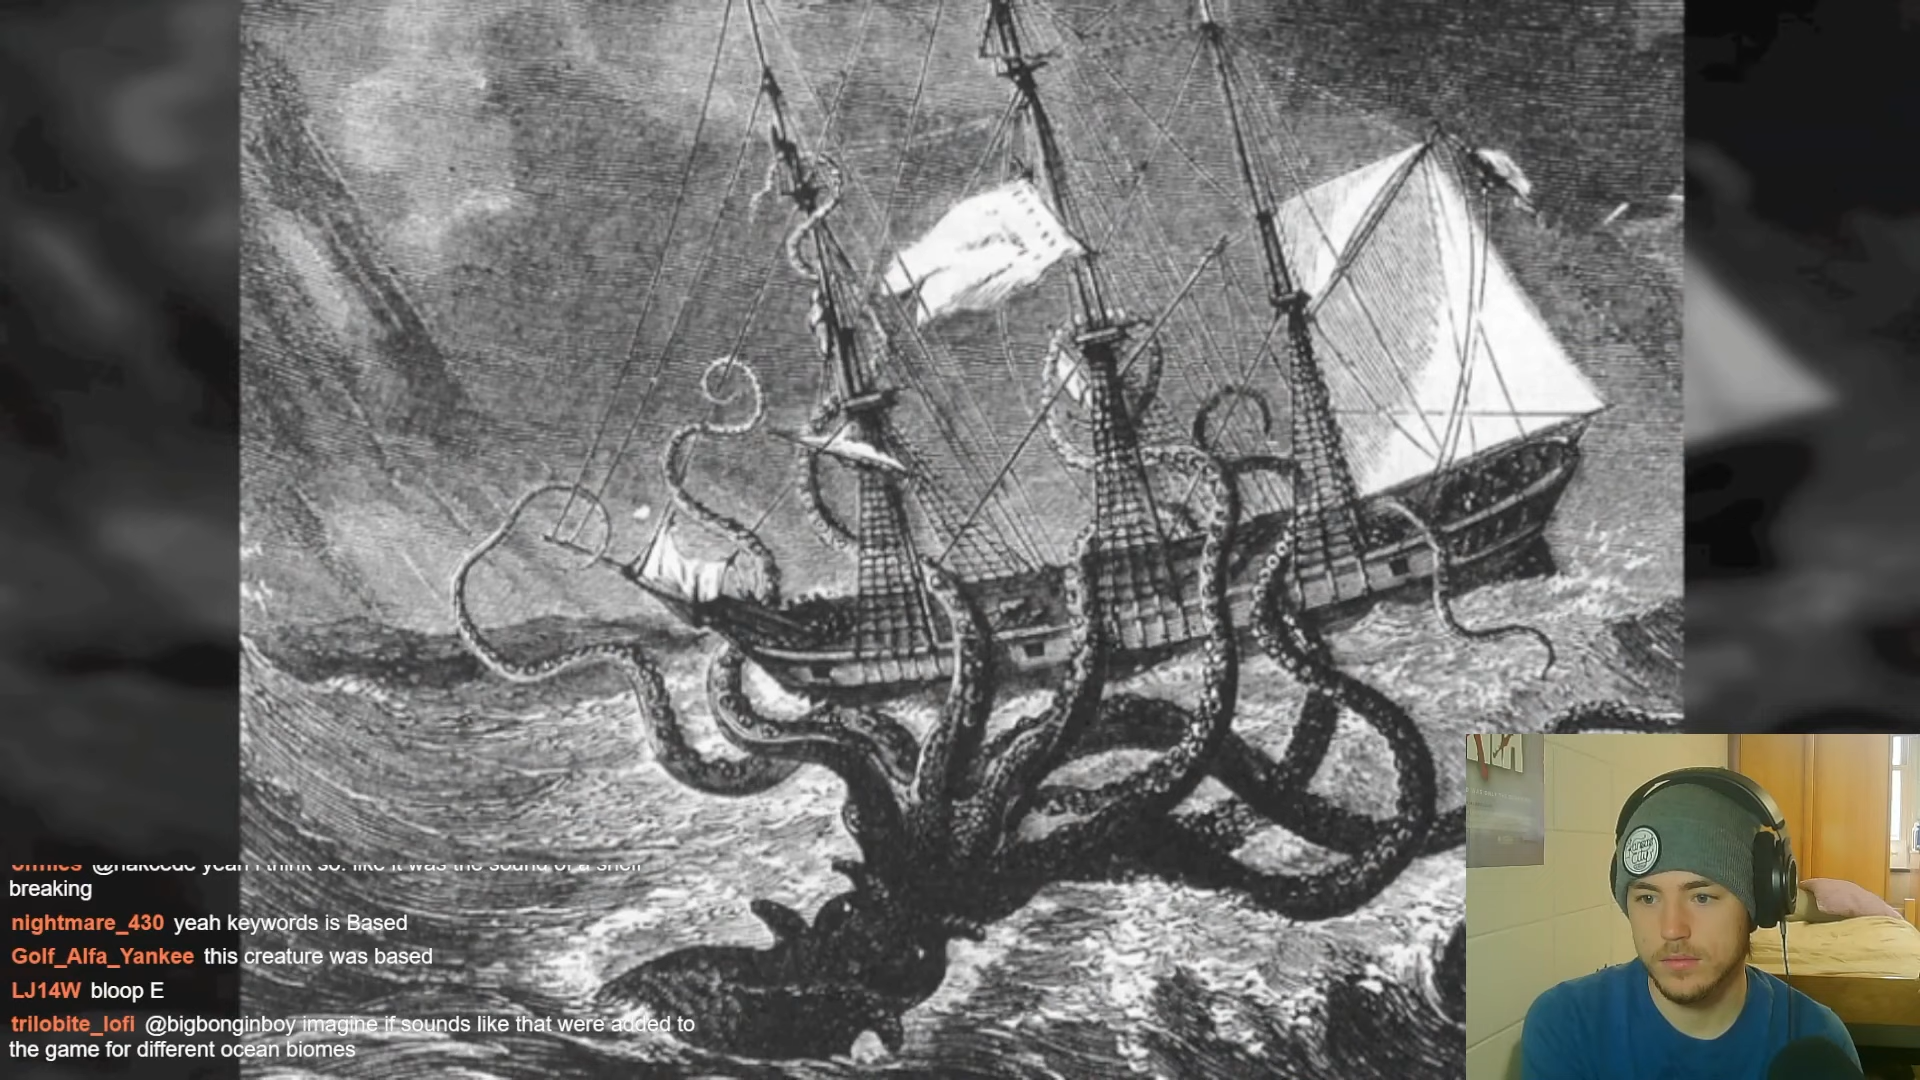 breaking
nightmare_430 yeah keywords is Based
Golf_Alfa_Yankee this creature was based
LJ14W bloop E
trilobite_lofi @bigbonginboy imagine if sounds like that were added to
the game for different ocean biomes